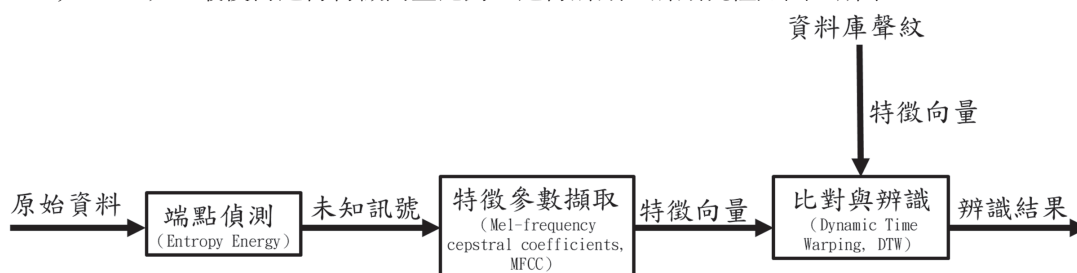 資料庫聲紋
特徵向量
原始資料
端點偵測
(Entropy Energy)
未知訊號
特徵參數擷取
(Mel-frequency
cepstral coefficients,
MFCC)
特徵向量
比對與辨識
(Dynamic Time
Warping, DTW)
辨識結果